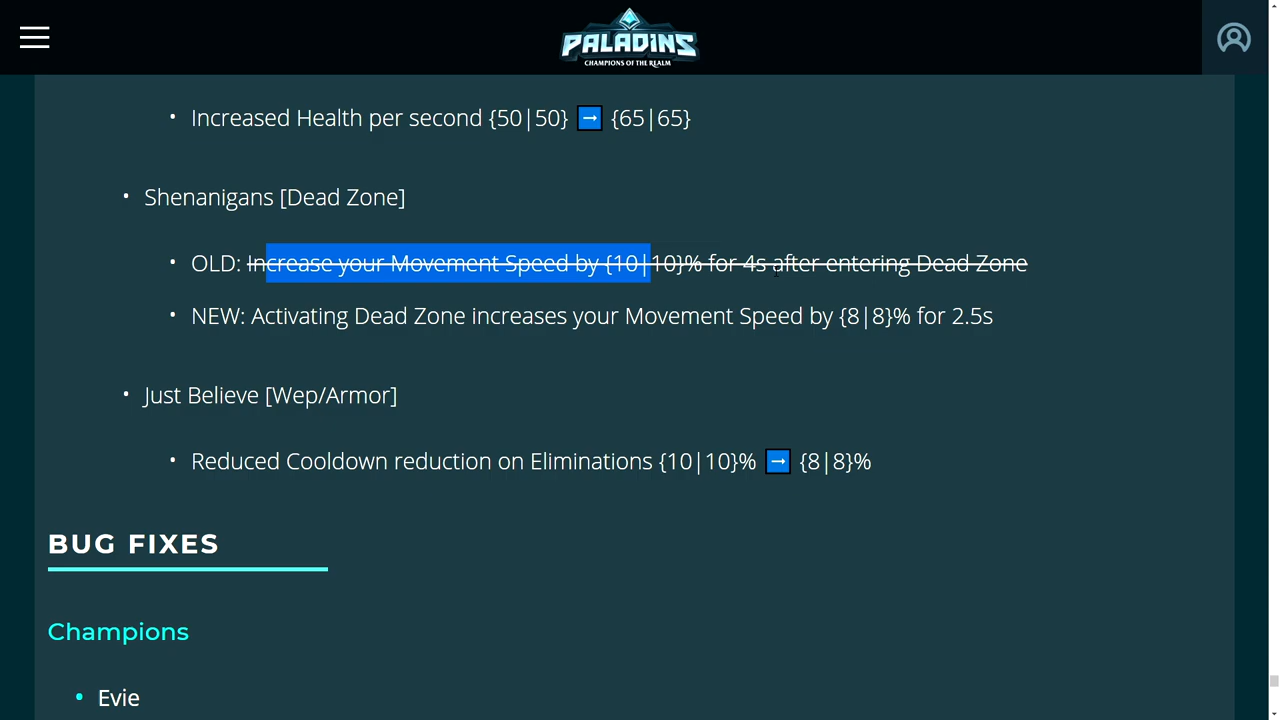 PALADINS
CHAMPIONS OF THE REALM
• Increased Health per second {50|50} ➡ {65|65}
• Shenanigans [Dead Zone]
• OLD: Increase your Movement Speed by {10|10}% for 4s after entering Dead Zone
• NEW: Activating Dead Zone increases your Movement Speed by {8|8}% for 2.5s
• Just Believe [Wep/Armor]
• Reduced Cooldown reduction on Eliminations {10|10}% ➡ {8|8}%
BUG FIXES
Champions
• Evie